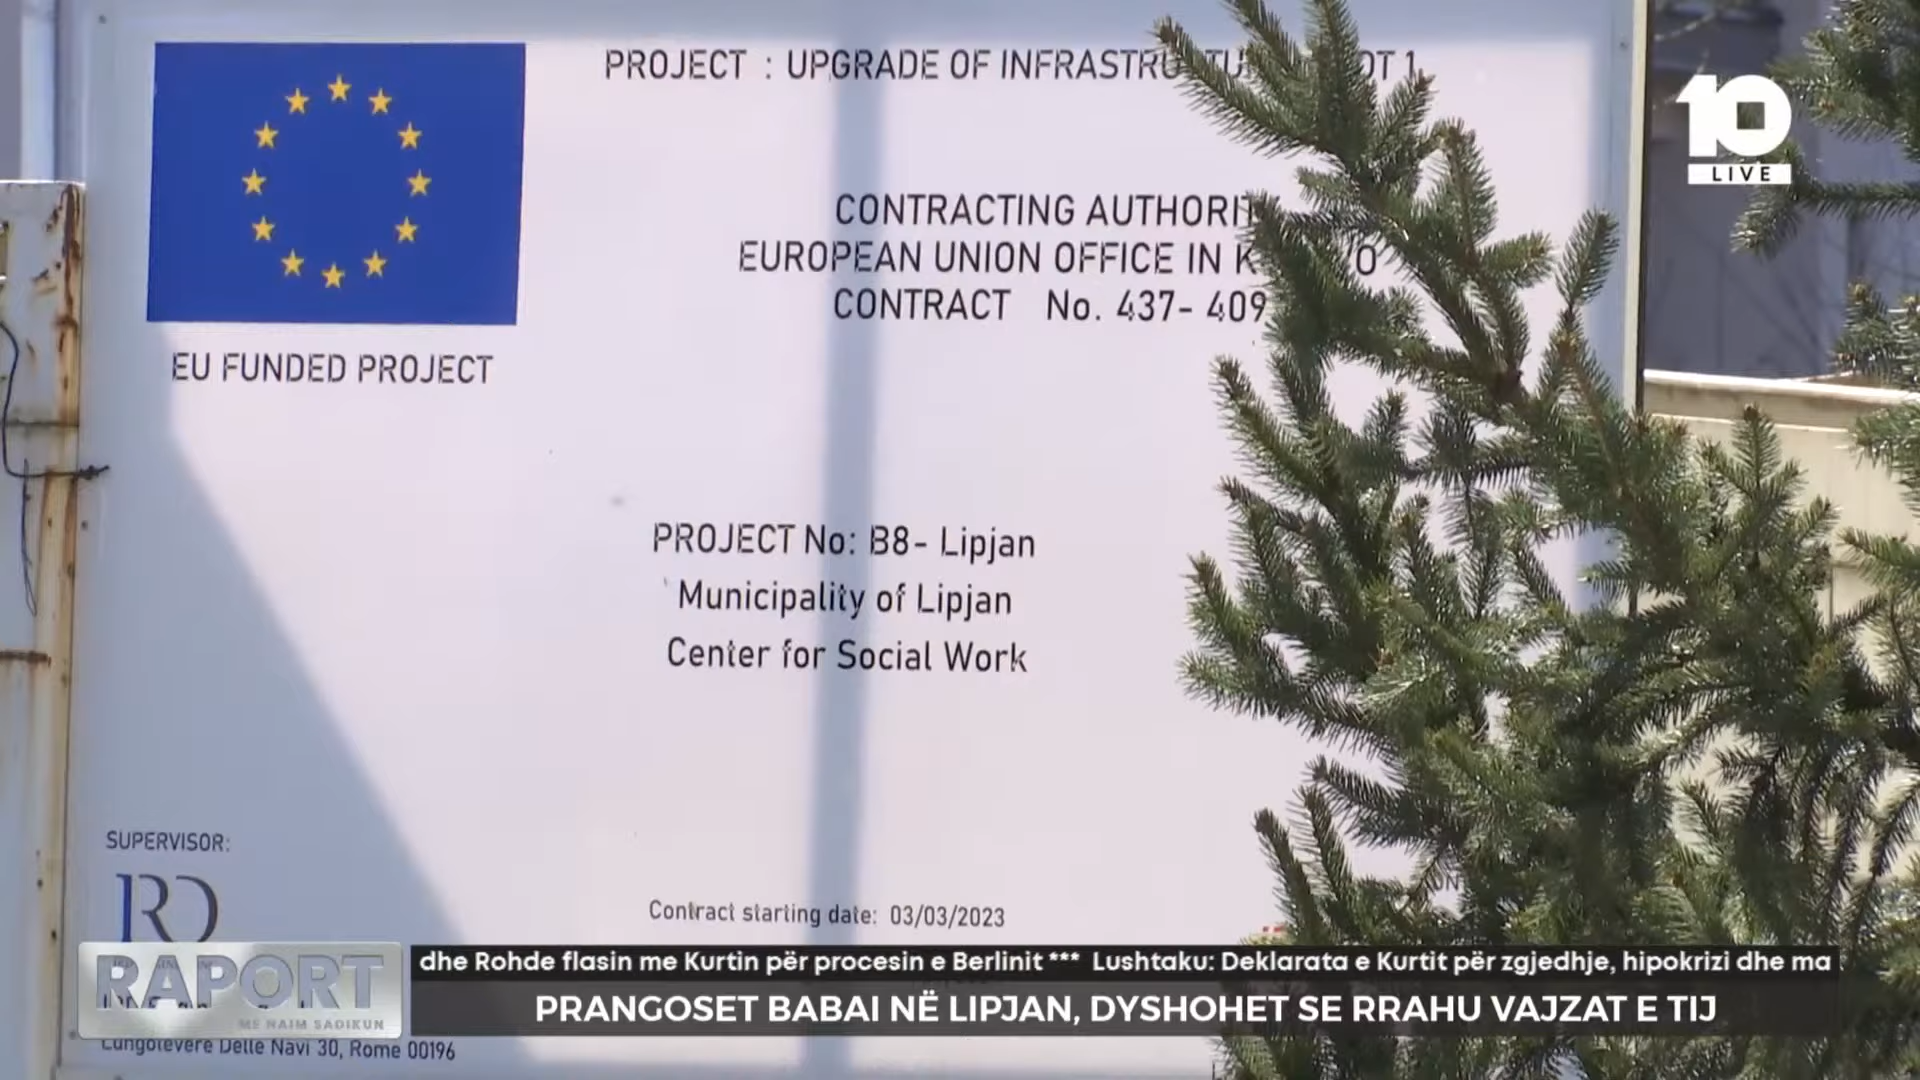 PROJECT : UPGRADE OF 1
CONTRACTING
EUROPEAN UNION OFFICE IN
CONTRACT No. 437- 409
EU FUNDED PROJECT
PROJECT No: B8- Lipjan
Municipality of Lipjan
Center for Social Work
SUPERVISOR:
IRD
Contract starting date: 03/03/2023
10
LIVE
RAPORT
ME NAIM SADIKUN
dhe Rohde flasin me Kurtin për procesin e Berlinit *** Lushtaku: Deklarata e Kurtit për zgjedhje, hipokrizi dhe ma
PRANGOSET BABAI NË LIPJAN, DYSHOHET SE RRAHU VAJZAT E TIJ
Lungolevere Delle Navi 30, Rome 00196